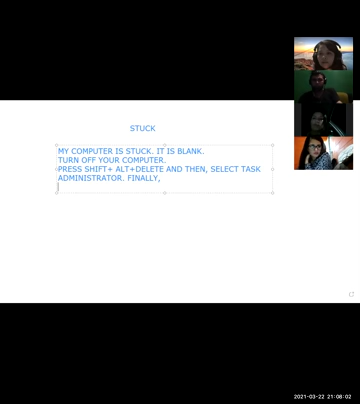 STUCK
MY COMPUTER IS STUCK. IT IS BLANK.
TURN OFF YOUR COMPUTER.
PRESS SHIFT+ ALT+DELETE AND THEN, SELECT TASK
ADMINISTRATOR. FINALLY,
2021-03-22 21:08:02